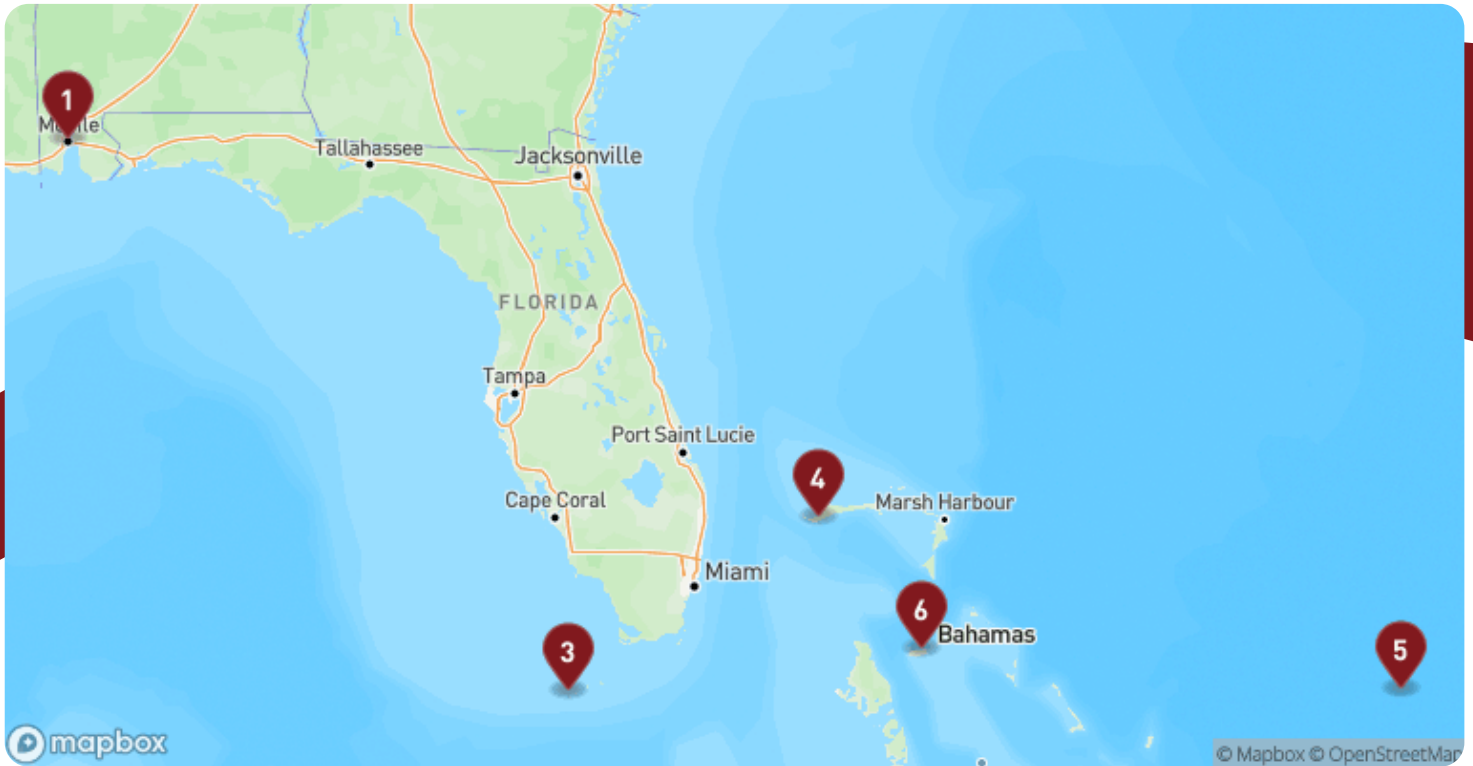 1
Mobile
Tallahassee
Jacksonville
FLORIDA
Tampa
Port Saint Lucie
4
Cape Coral
Marsh Harbour
Miami
6
Bahamas
3
5
mapbox
© Mapbox © OpenStreetMap